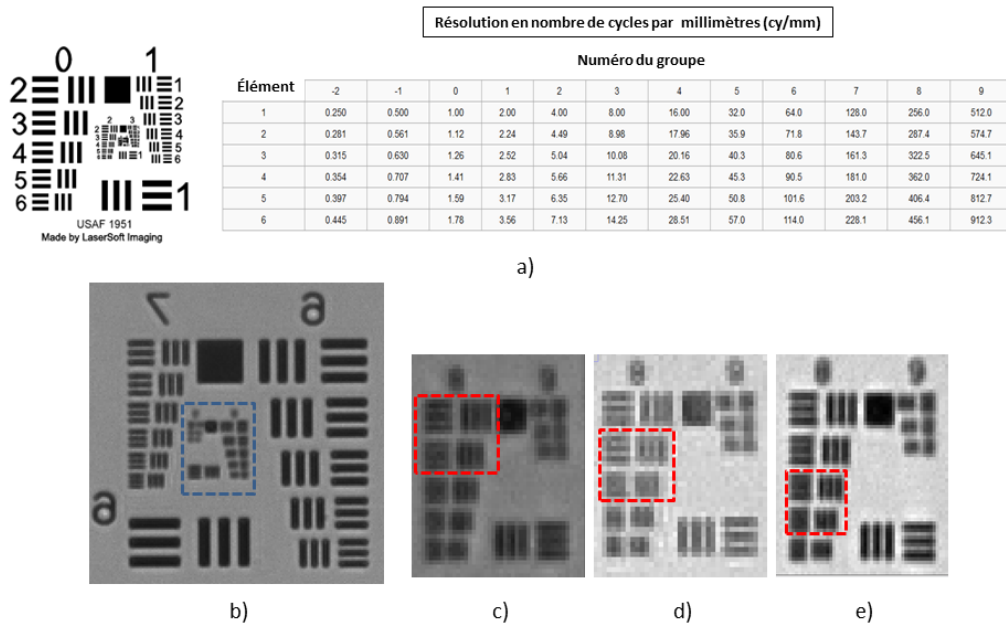 Résolution en nombre de cycles par millimètres (cy/mm)
Numéro du groupe
Élément
-2 -1 0 1 2 3 4 5 6 7 8 9
1 0.250 0.500 1.00 2.00 4.00 8.00 16.00 32.0 64.0 128.0 256.0 512.0
2 0.281 0.561 1.12 2.24 4.49 8.98 17.96 35.9 71.8 143.7 287.4 574.7
3 0.315 0.630 1.26 2.52 5.04 10.08 20.16 40.3 80.6 161.3 322.5 645.1
4 0.354 0.707 1.41 2.83 5.66 11.31 22.63 45.3 90.5 181.0 362.0 724.1
5 0.397 0.794 1.59 3.17 6.35 12.70 25.40 50.8 101.6 203.2 406.4 812.7
6 0.445 0.891 1.78 3.56 7.13 14.25 28.51 57.0 114.0 228.1 456.1 912.3
0 1
2 1
3 2
4 3
5 4
6 5
6
2 3
1
USAF 1951
Made by LaserSoft Imaging
a)
7 6
6
9
9
b) c) d) e)